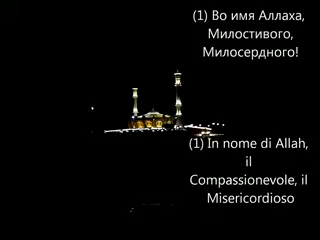 (1) Во имя Аллаха,
Милостивого,
Милосердного!
(1) In nome di Allah,
il
Compassionevole, il
Misericordioso